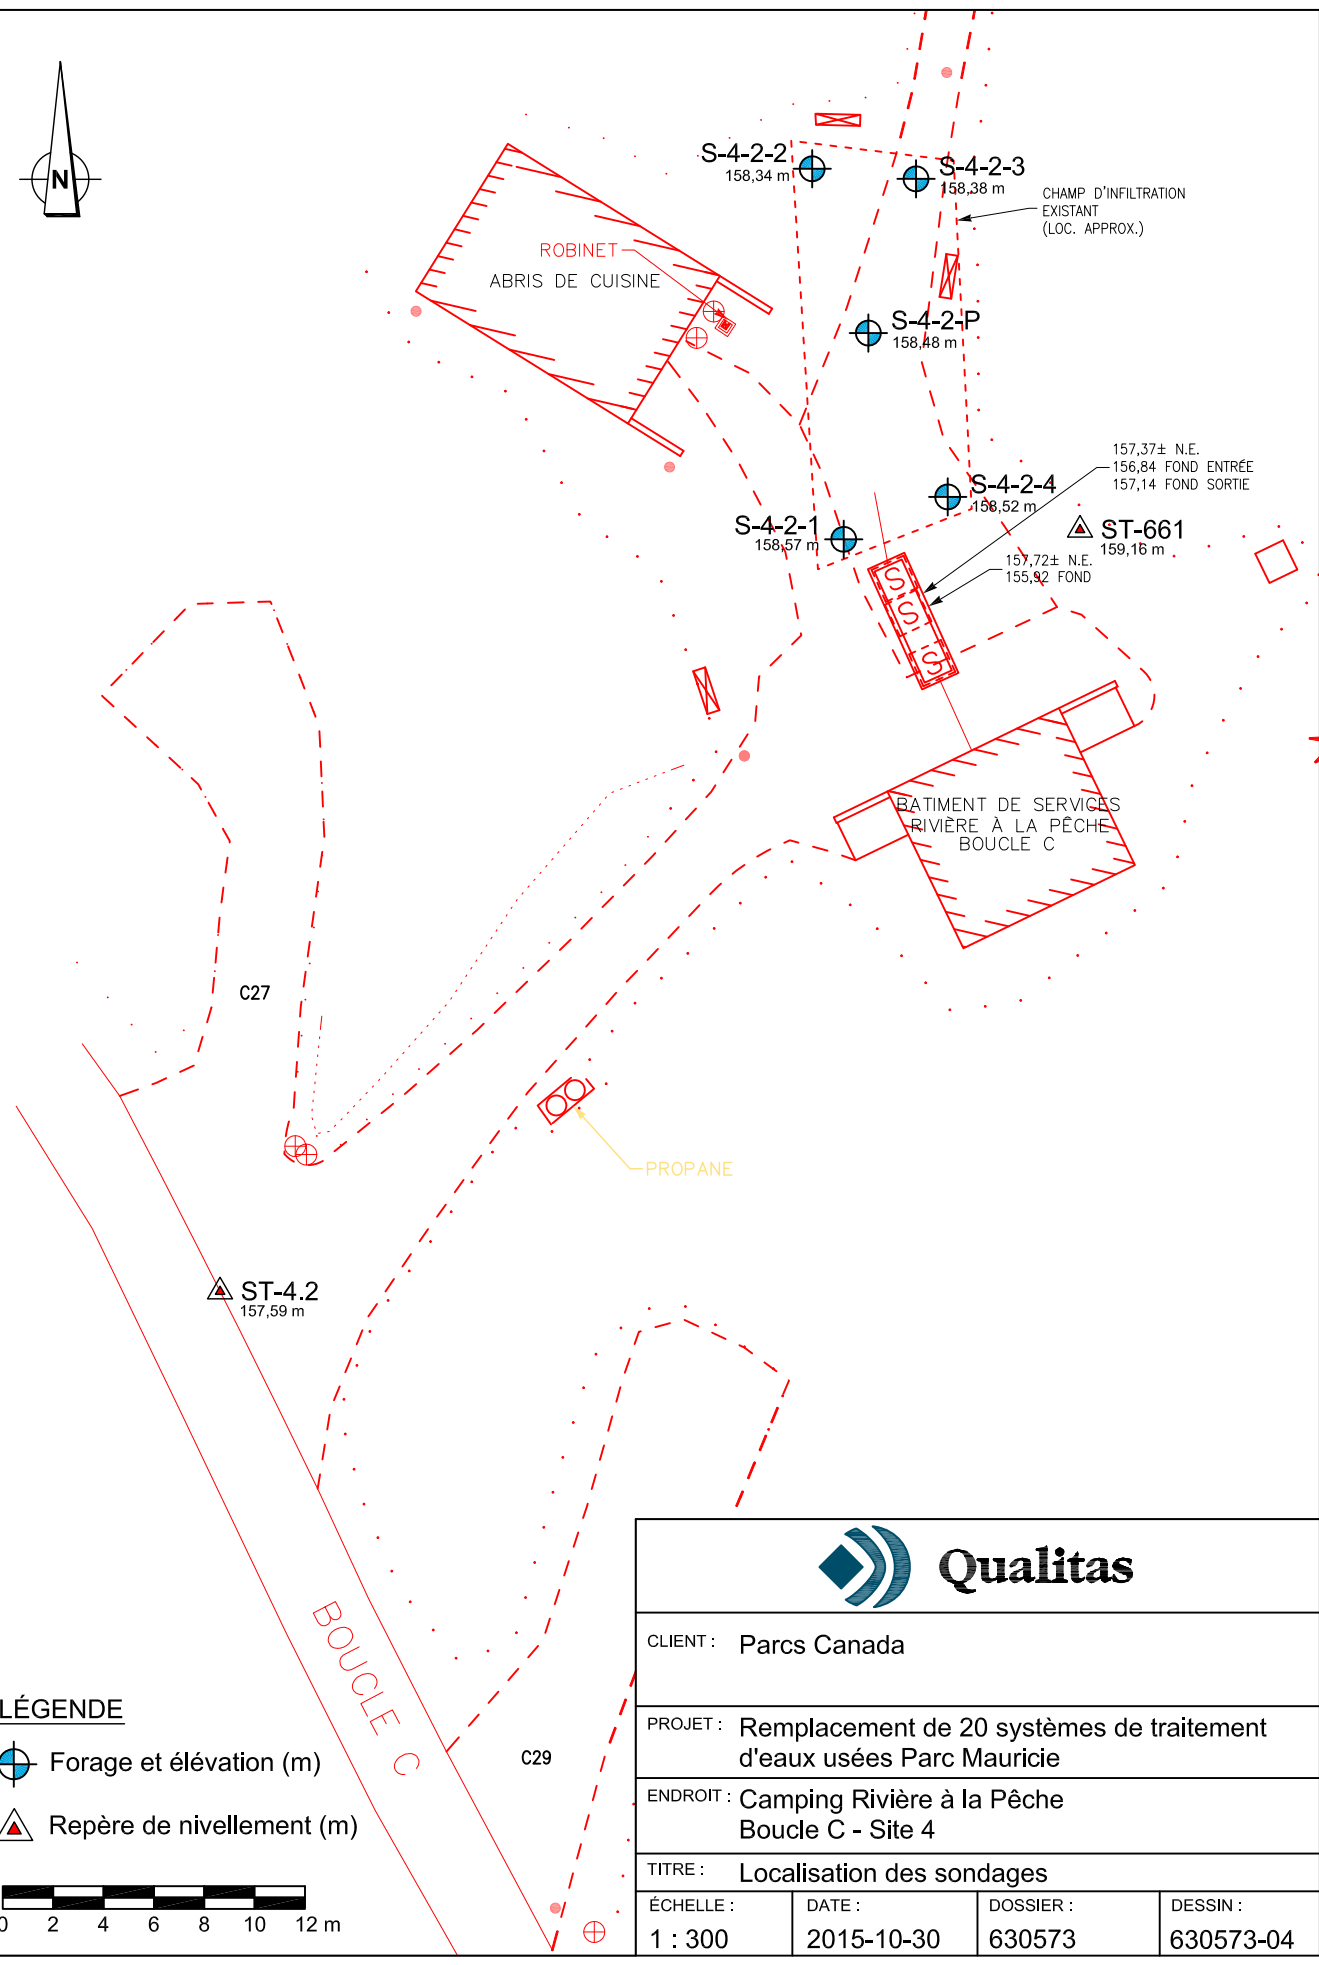 N
S-4-2-2
158,34 m
S-4-2-3
158,38 m
CHAMP D'INFILTRATION
EXISTANT
(LOC. APPROX.)
ROBINET
ABRIS DE CUISINE
S-4-2-P
158,48 m
157,37± N.E.
156,84 FOND ENTRÉE
157,14 FOND SORTIE
S-4-2-4
158,52 m
S-4-2-1
158,57 m
ST-661
159,16 m
157,72± N.E.
155,92 FOND
S
S
S
BATIMENT DE SERVICES
RIVIÈRE À LA PÊCHE
BOUCLE C
C27
PROPANE
ST-4.2
157,59 m
BOUCLE C
C29
LÉGENDE
Forage et élévation (m)
Repère de nivellement (m)
0 2 4 6 8 10 12 m
Qualitas
CLIENT : Parcs Canada
PROJET : Remplacement de 20 systèmes de traitement
d'eaux usées Parc Mauricie
ENDROIT : Camping Rivière à la Pêche
Boucle C - Site 4
TITRE : Localisation des sondages
ÉCHELLE : DATE : DOSSIER : DESSIN :
1 : 300 2015-10-30 630573 630573-04